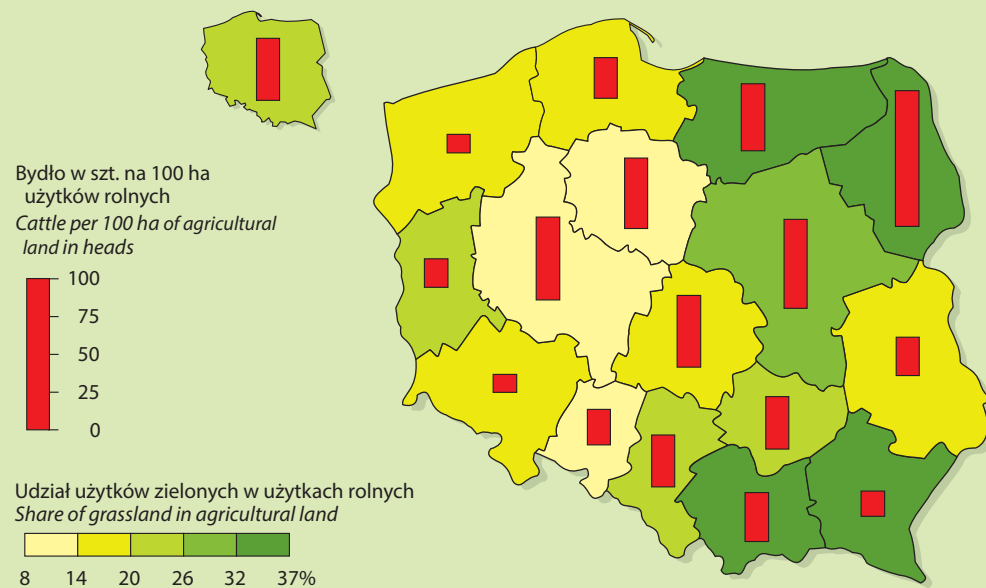 Bydło w szt. na 100 ha
użytków rolnych
Cattle per 100 ha of agricultural
land in heads
100
75
50
25
0
Udział użytków zielonych w użytkach rolnych
Share of grassland in agricultural land
8 14 20 26 32 37%